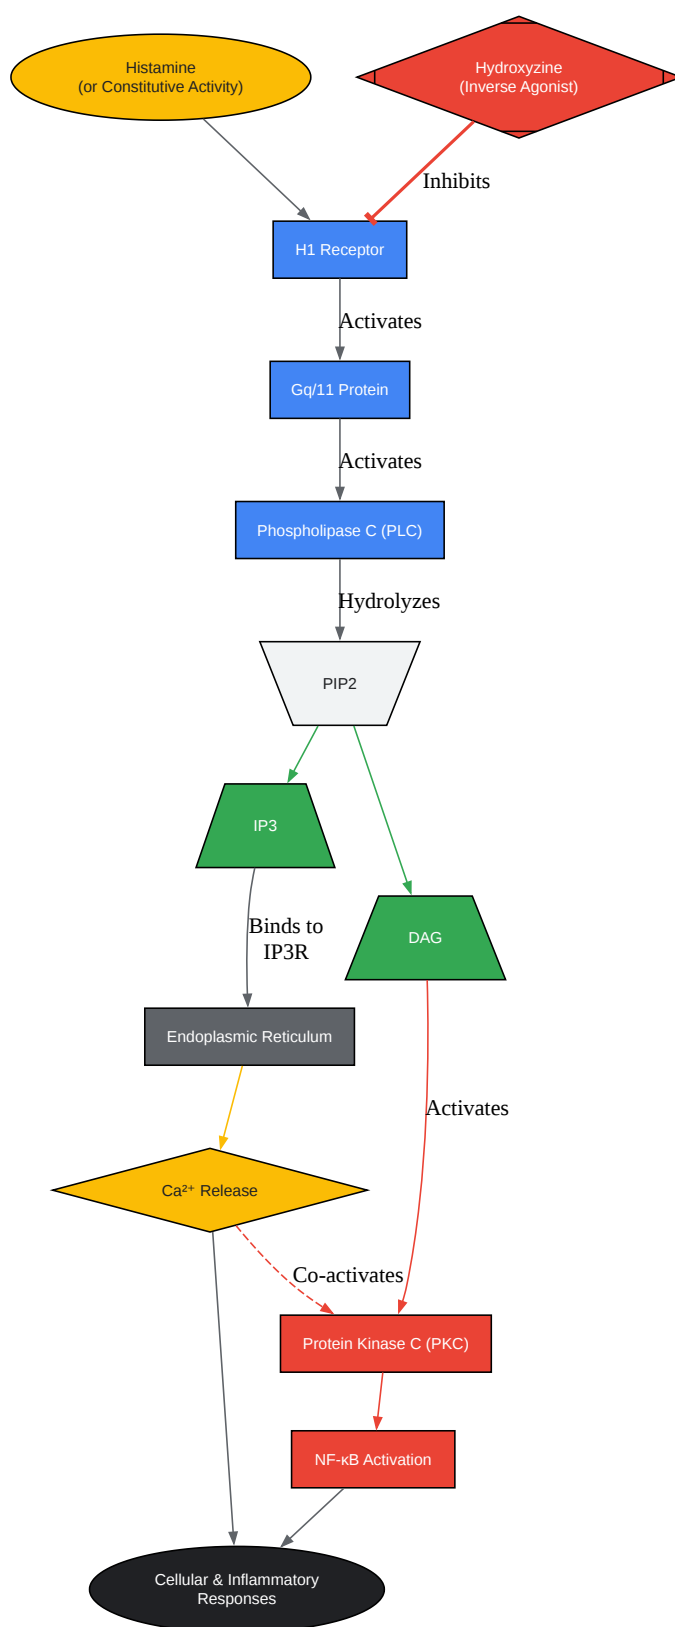 Histamine
(or Constitutive Activity)
Hydroxyzine
(Inverse Agonist)
Inhibits
H1 Receptor
Activates
Gq/11 Protein
Activates
Phospholipase C (PLC)
Hydrolyzes
PIP2
IP3
Binds to
IP3R
DAG
Endoplasmic Reticulum
Activates
Ca²⁺ Release
Co-activates
Protein Kinase C (PKC)
NF-κB Activation
Cellular & Inflammatory
Responses